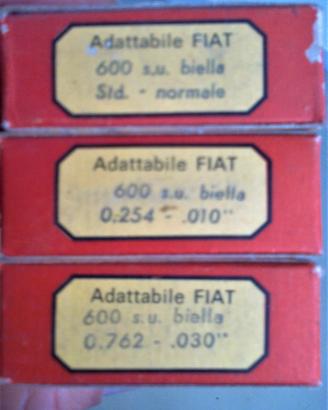 Adattabile FIAT
600 s.u. biella
Std. - normale
Adattabile FIAT
600 s.u. biella
0.254 - .010"
Adattabile FIAT
600 s.u. biella
0.762 - .030"